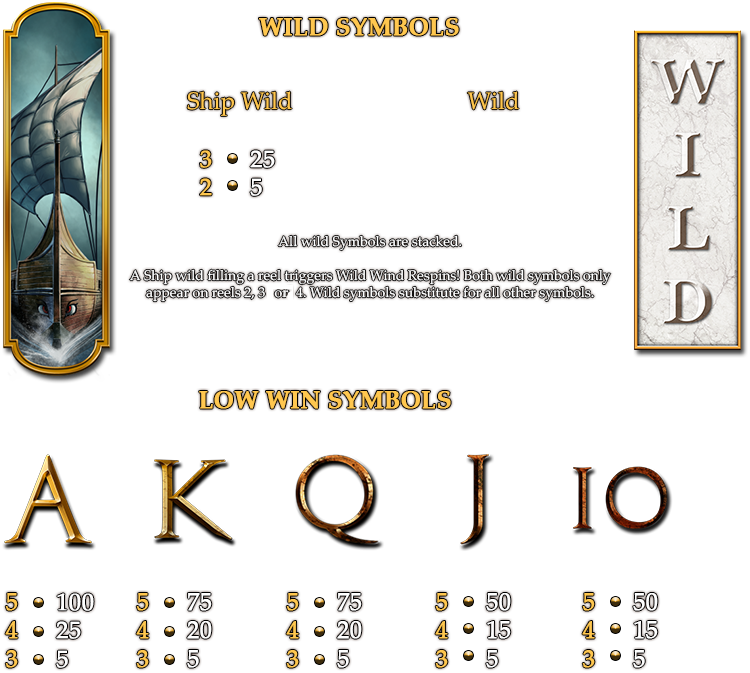 WILD SYMBOLS
Ship Wild
Wild
3 • 25
2 • 5
W
I
L
D
All wild Symbols are stacked.
A Ship wild filling a reel triggers Wild Wind Respins! Both wild symbols only
appear on reels 2, 3 or 4. Wild symbols substitute for all other symbols.
LOW WIN SYMBOLS
A K Q J 10
5 • 100 5 • 75 5 • 75 5 • 50 5 • 50
4 • 25 4 • 20 4 • 20 4 • 15 4 • 15
3 • 5 3 • 5 3 • 5 3 • 5 3 • 5